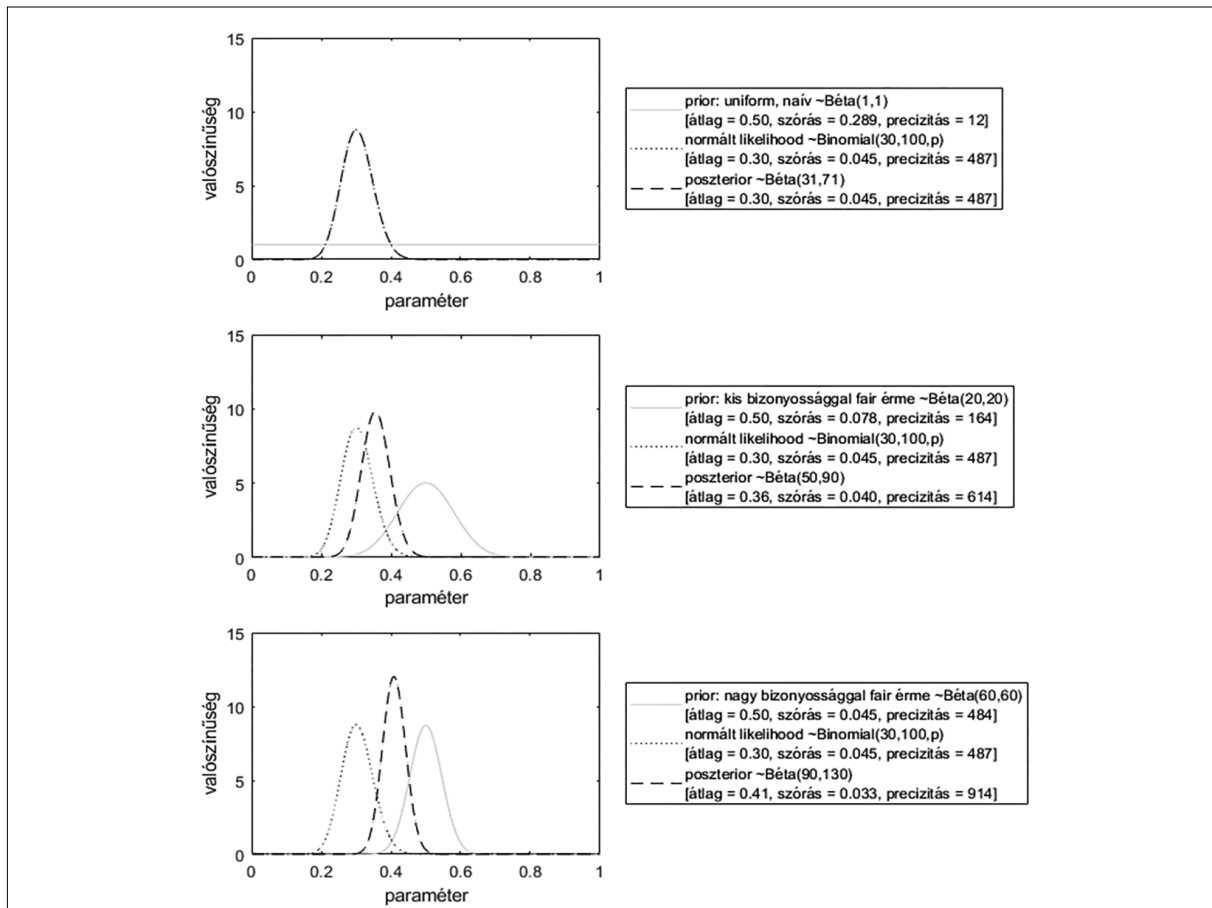 15
10
5
0
valószínűség
0 0.2 0.4 0.6 0.8 1
paraméter
prior: uniform, naív ~Béta(1,1)
[átlag = 0.50, szórás = 0.289, precizitás = 12]
normált likelihood ~Binomial(30,100,p)
[átlag = 0.30, szórás = 0.045, precizitás = 487]
poszterior ~Béta(31,71)
[átlag = 0.30, szórás = 0.045, precizitás = 487]
15
10
5
0
valószínűség
0 0.2 0.4 0.6 0.8 1
paraméter
prior: kis bizonyossággal fair érme ~Béta(20,20)
[átlag = 0.50, szórás = 0.078, precizitás = 164]
normált likelihood ~Binomial(30,100,p)
[átlag = 0.30, szórás = 0.045, precizitás = 487]
poszterior ~Béta(50,90)
[átlag = 0.36, szórás = 0.040, precizitás = 614]
15
10
5
0
valószínűség
0 0.2 0.4 0.6 0.8 1
paraméter
prior: nagy bizonyossággal fair érme ~Béta(60,60)
[átlag = 0.50, szórás = 0.045, precizitás = 484]
normált likelihood ~Binomial(30,100,p)
[átlag = 0.30, szórás = 0.045, precizitás = 487]
poszterior ~Béta(90,130)
[átlag = 0.41, szórás = 0.033, precizitás = 914]